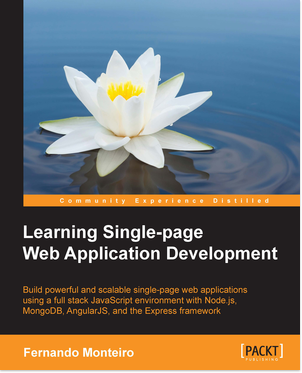 Community Experience Distilled
Learning Single-page
Web Application Development
Build powerful and scalable single-page web applications
using a full stack JavaScript environment with Node.js,
MongoDB, AngularJS, and the Express framework
Fernando Monteiro
[PACKT]
PUBLISHING